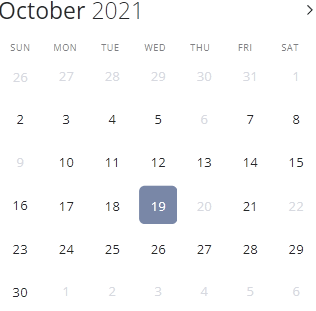 October 2021
SUN MON TUE WED THU FRI SAT
26 27 28 29 30 31 1
2 3 4 5 6 7 8
9 10 11 12 13 14 15
16 17 18 19 20 21 22
23 24 25 26 27 28 29
30 1 2 3 4 5 6